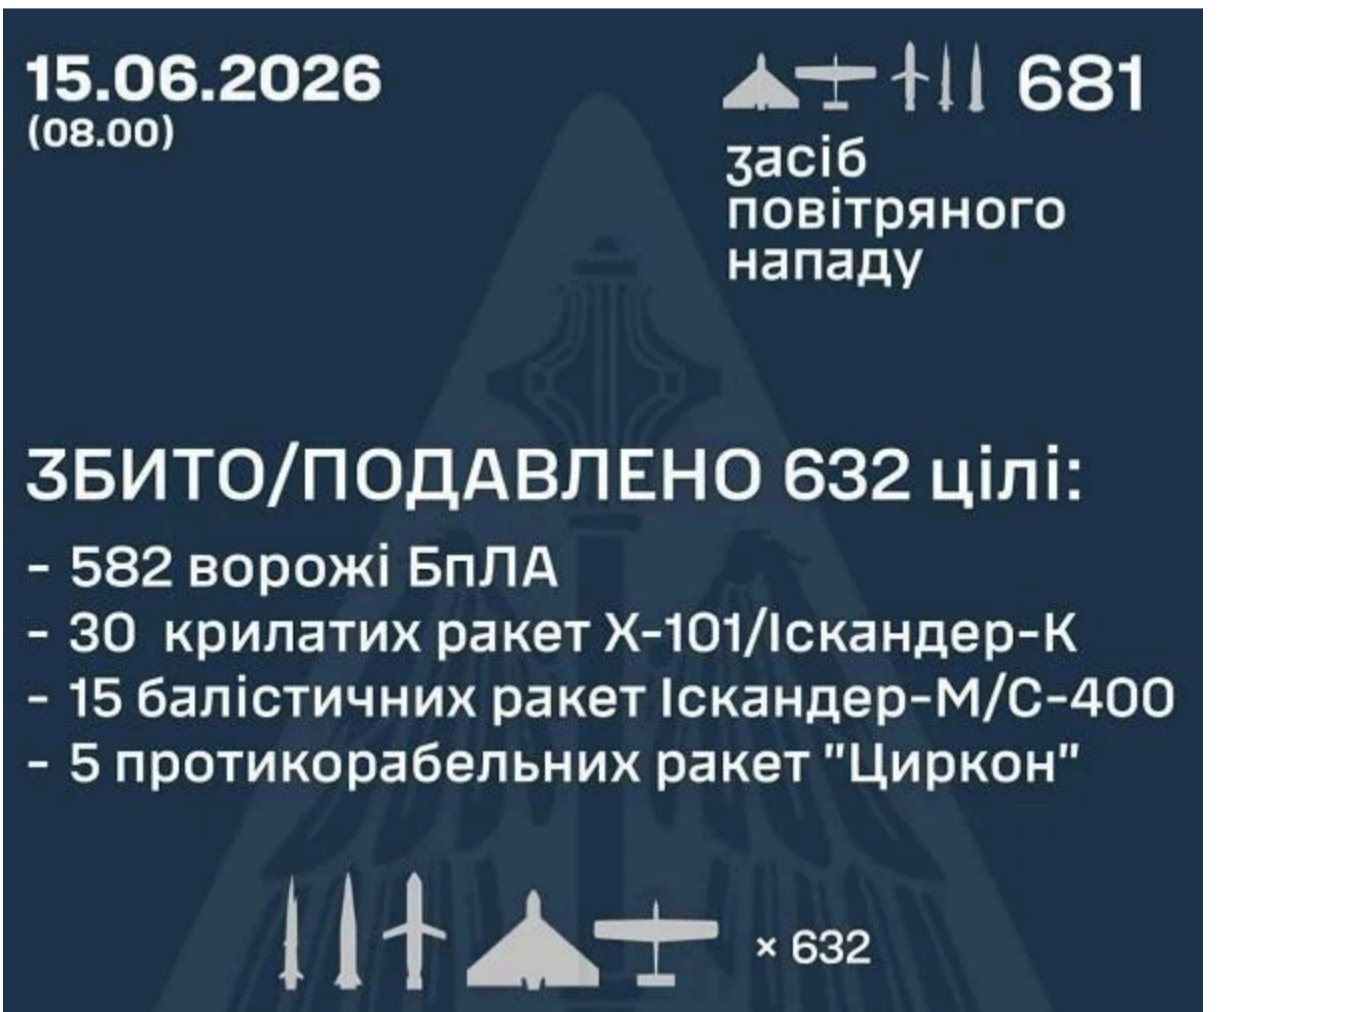 15.06.2026
(08.00)
681
засіб
повітряного
нападу
ЗБИТО/ПОДАВЛЕНО 632 цілі:
- 582 ворожі БпЛА
- 30 крилатих ракет Х-101/Іскандер-К
- 15 балістичних ракет Іскандер-М/С-400
- 5 протикорабельних ракет "Циркон"
× 632